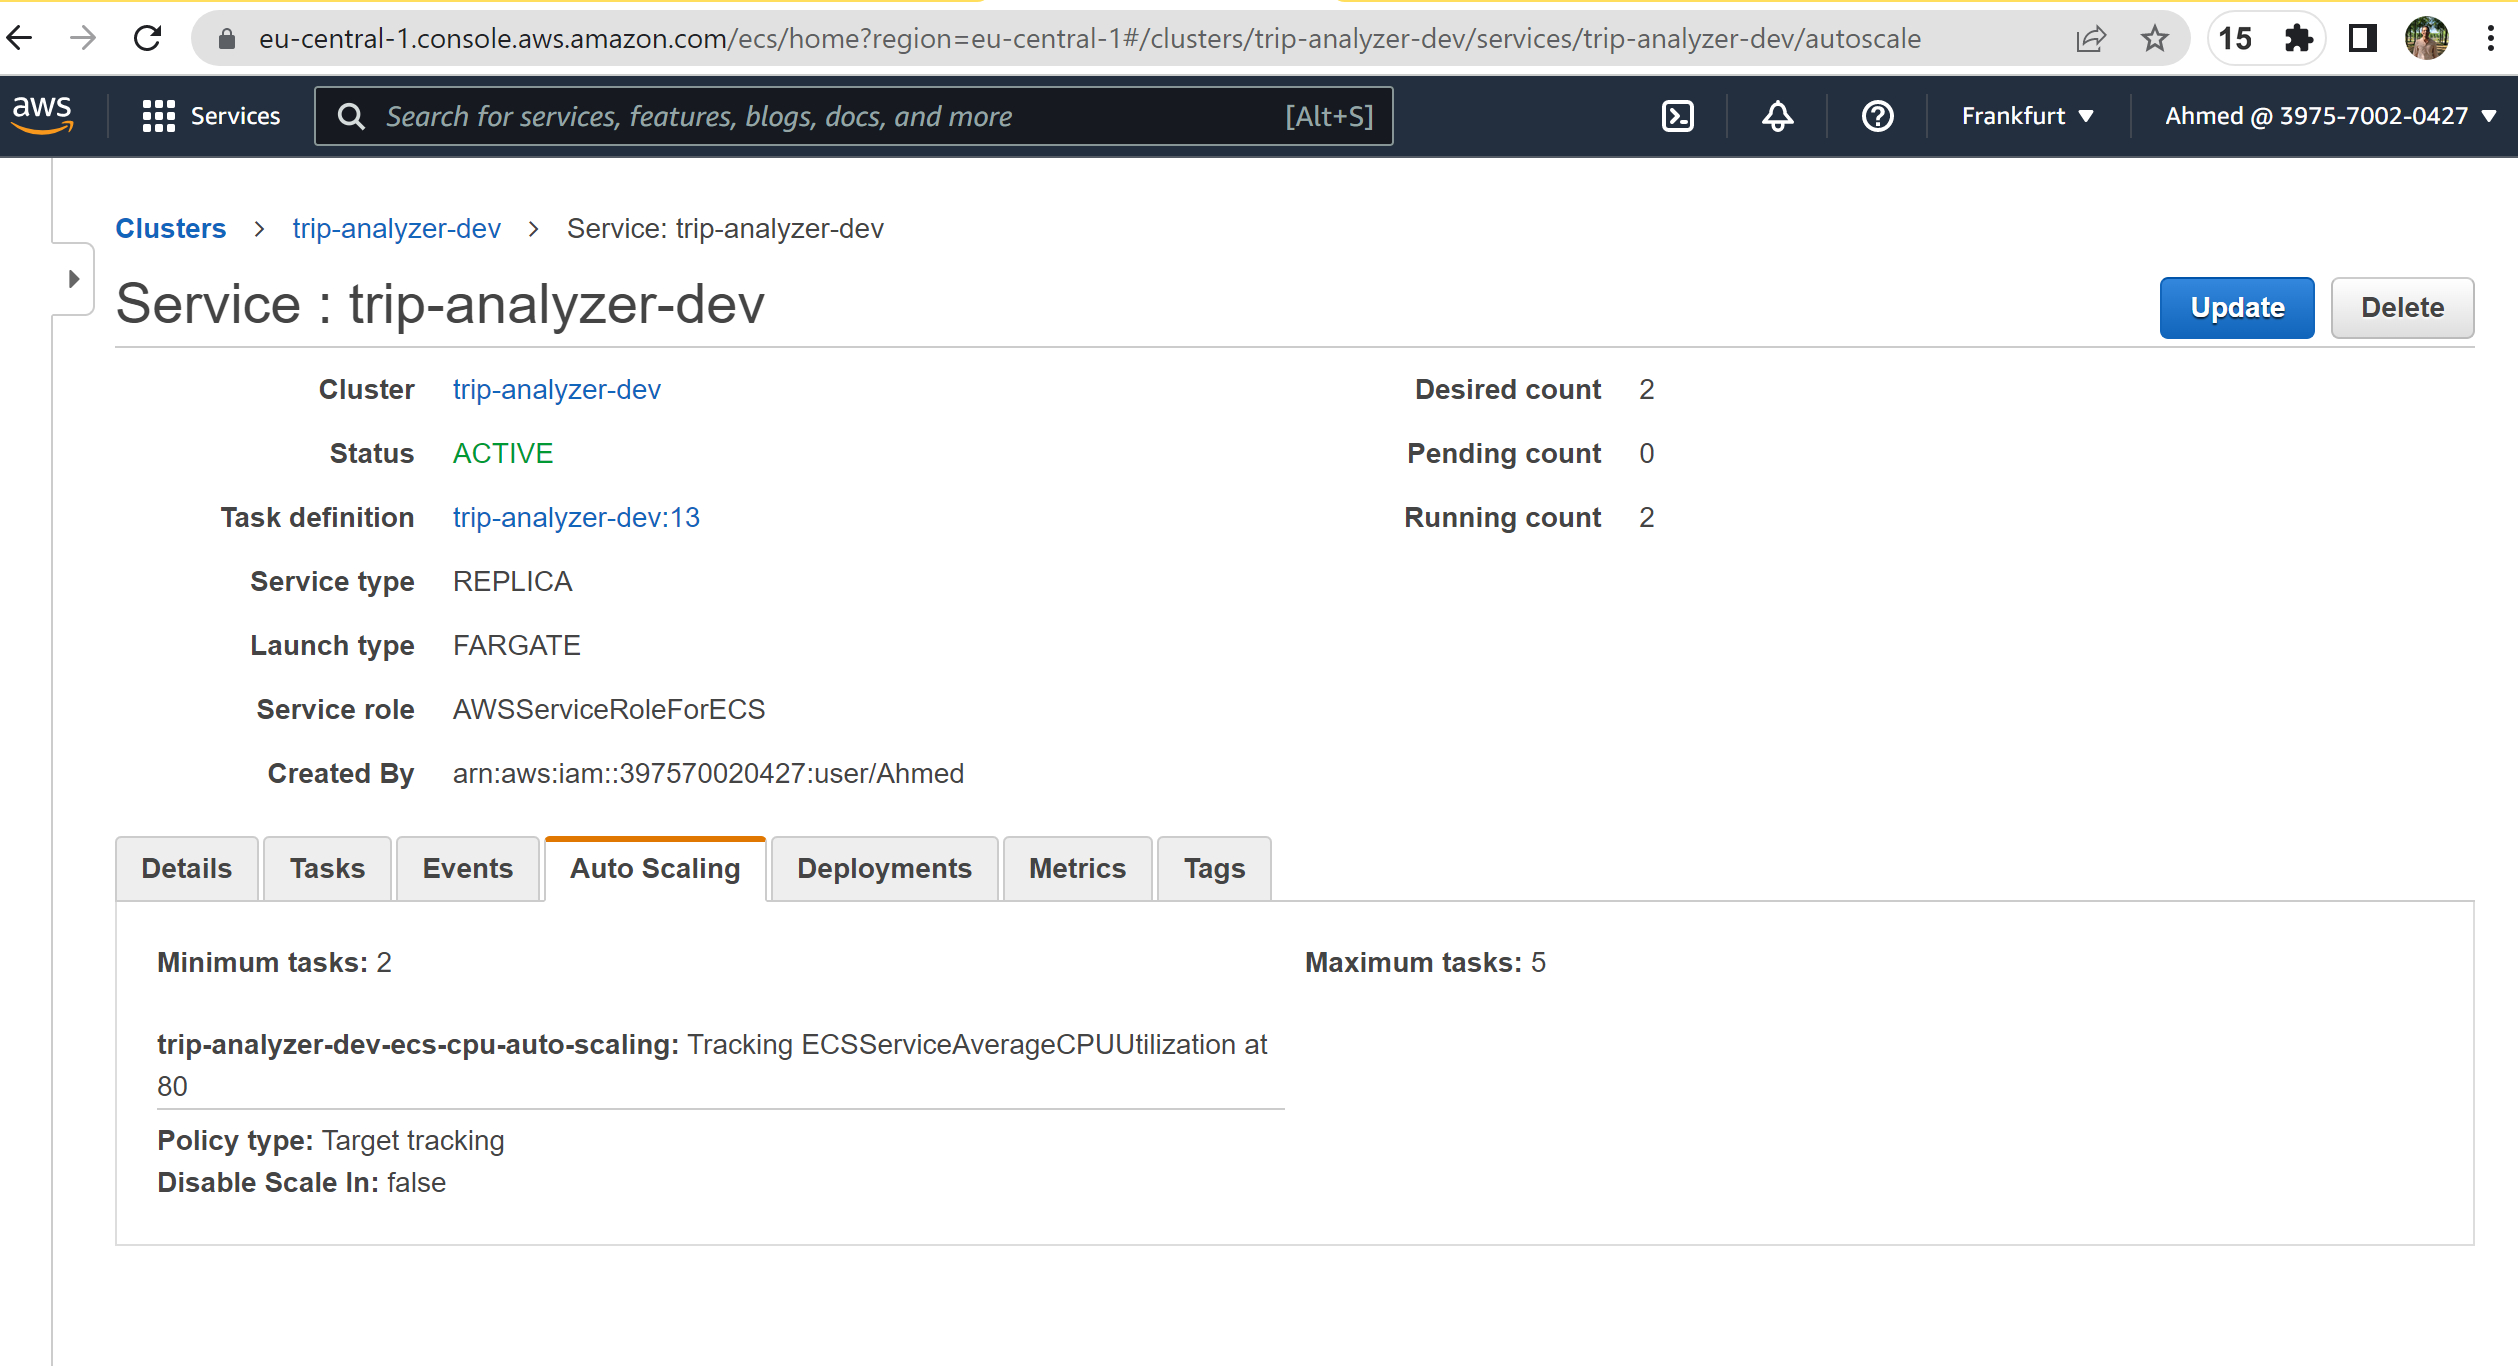 eu-central-1.console.aws.amazon.com/ecs/home?region=eu-central-1#/clusters/trip-analyzer-dev/services/trip-analyzer-dev/autoscale 15
aws Services Search for services, features, blogs, docs, and more [Alt+S] Frankfurt Ahmed @ 3975-7002-0427
Clusters > trip-analyzer-dev > Service: trip-analyzer-dev
Service : trip-analyzer-dev Update Delete
Cluster trip-analyzer-dev Desired count 2
Status ACTIVE Pending count 0
Task definition trip-analyzer-dev:13 Running count 2
Service type REPLICA
Launch type FARGATE
Service role AWSServiceRoleForECS
Created By arn:aws:iam::397570020427:user/Ahmed
Details Tasks Events Auto Scaling Deployments Metrics Tags
Minimum tasks: 2 Maximum tasks: 5
trip-analyzer-dev-ecs-cpu-auto-scaling: Tracking ECSServiceAverageCPUUtilization at
80
Policy type: Target tracking
Disable Scale In: false